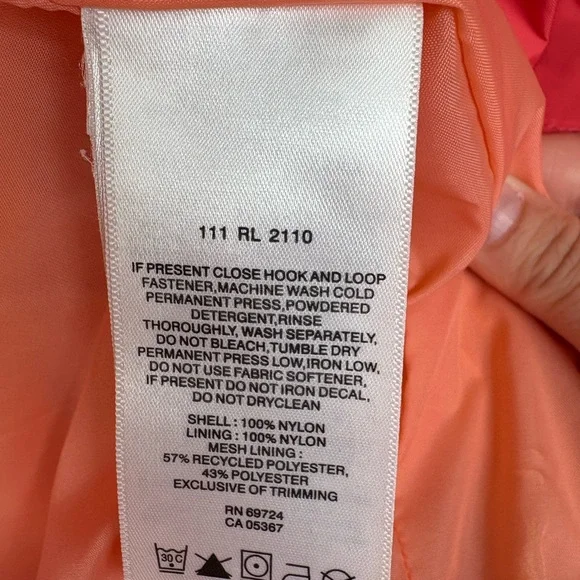 111 RL 2110
IF PRESENT CLOSE HOOK AND LOOP
FASTENER,MACHINE WASH COLD
PERMANENT PRESS,POWDERED
DETERGENT,RINSE
THOROUGHLY, WASH SEPARATELY,
DO NOT BLEACH,TUMBLE DRY
PERMANENT PRESS LOW,IRON LOW,
DO NOT USE FABRIC SOFTENER,
IF PRESENT DO NOT IRON DECAL,
DO NOT DRYCLEAN
SHELL : 100% NYLON
LINING : 100% NYLON
MESH LINING :
57% RECYCLED POLYESTER,
43% POLYESTER
EXCLUSIVE OF TRIMMING
RN 69724
CA 05367
30 C